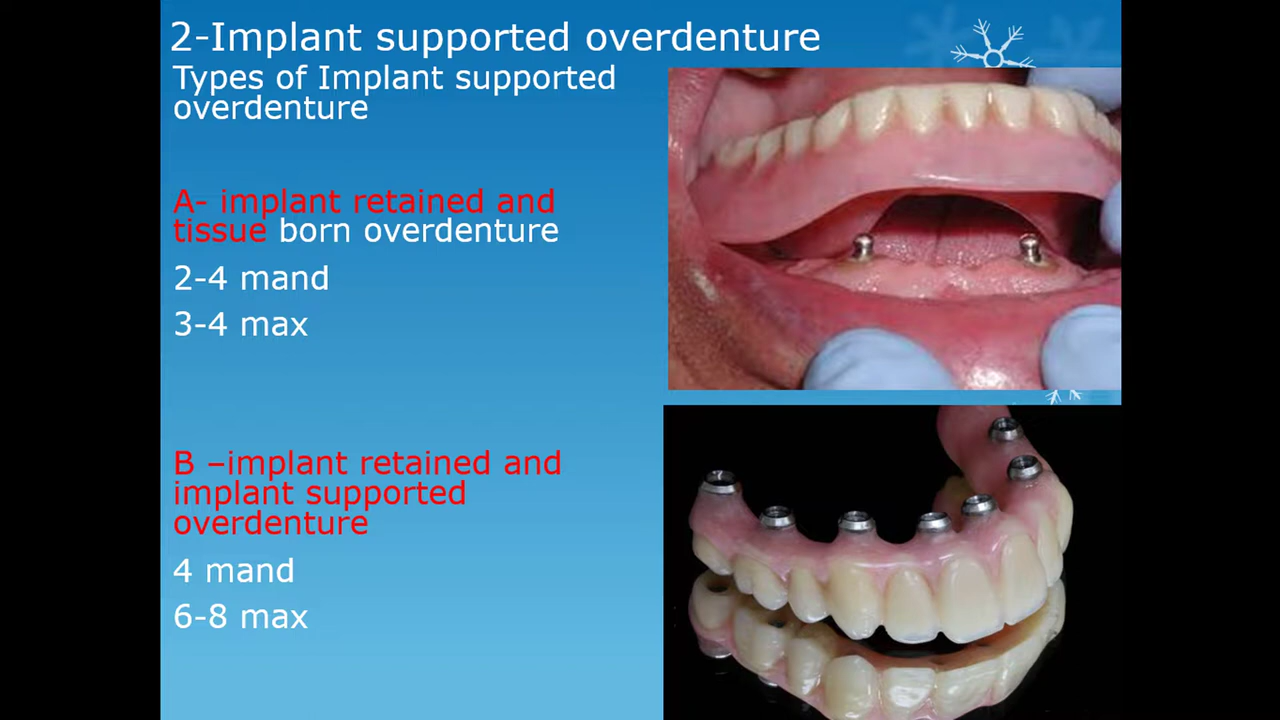 2-Implant supported overdenture
Types of Implant supported
overdenture
A- implant retained and
tissue born overdenture
2-4 mand
3-4 max
B –implant retained and
implant supported
overdenture
4 mand
6-8 max